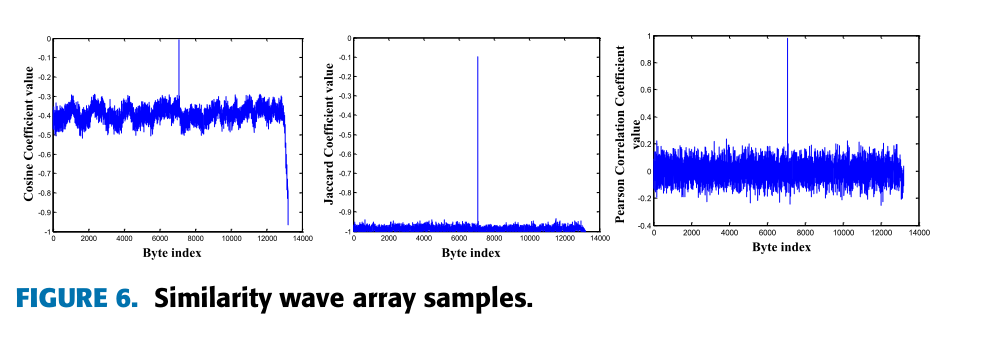 0
-0.1
-0.2
-0.3
-0.4
-0.5
-0.6
-0.7
-0.8
-0.9
-1
0 2000 4000 6000 8000 10000 12000 14000
Cosine Coefficient value
Byte index
0
-0.1
-0.2
-0.3
-0.4
-0.5
-0.6
-0.7
-0.8
-0.9
-1
0 2000 4000 6000 8000 10000 12000 14000
Jaccard Coefficient value
Byte index
1
0.8
0.6
0.4
0.2
0
-0.2
-0.4
0 2000 4000 6000 8000 10000 12000 14000
Pearson Correlation Coefficient
value
Byte index
FIGURE 6. Similarity wave array samples.